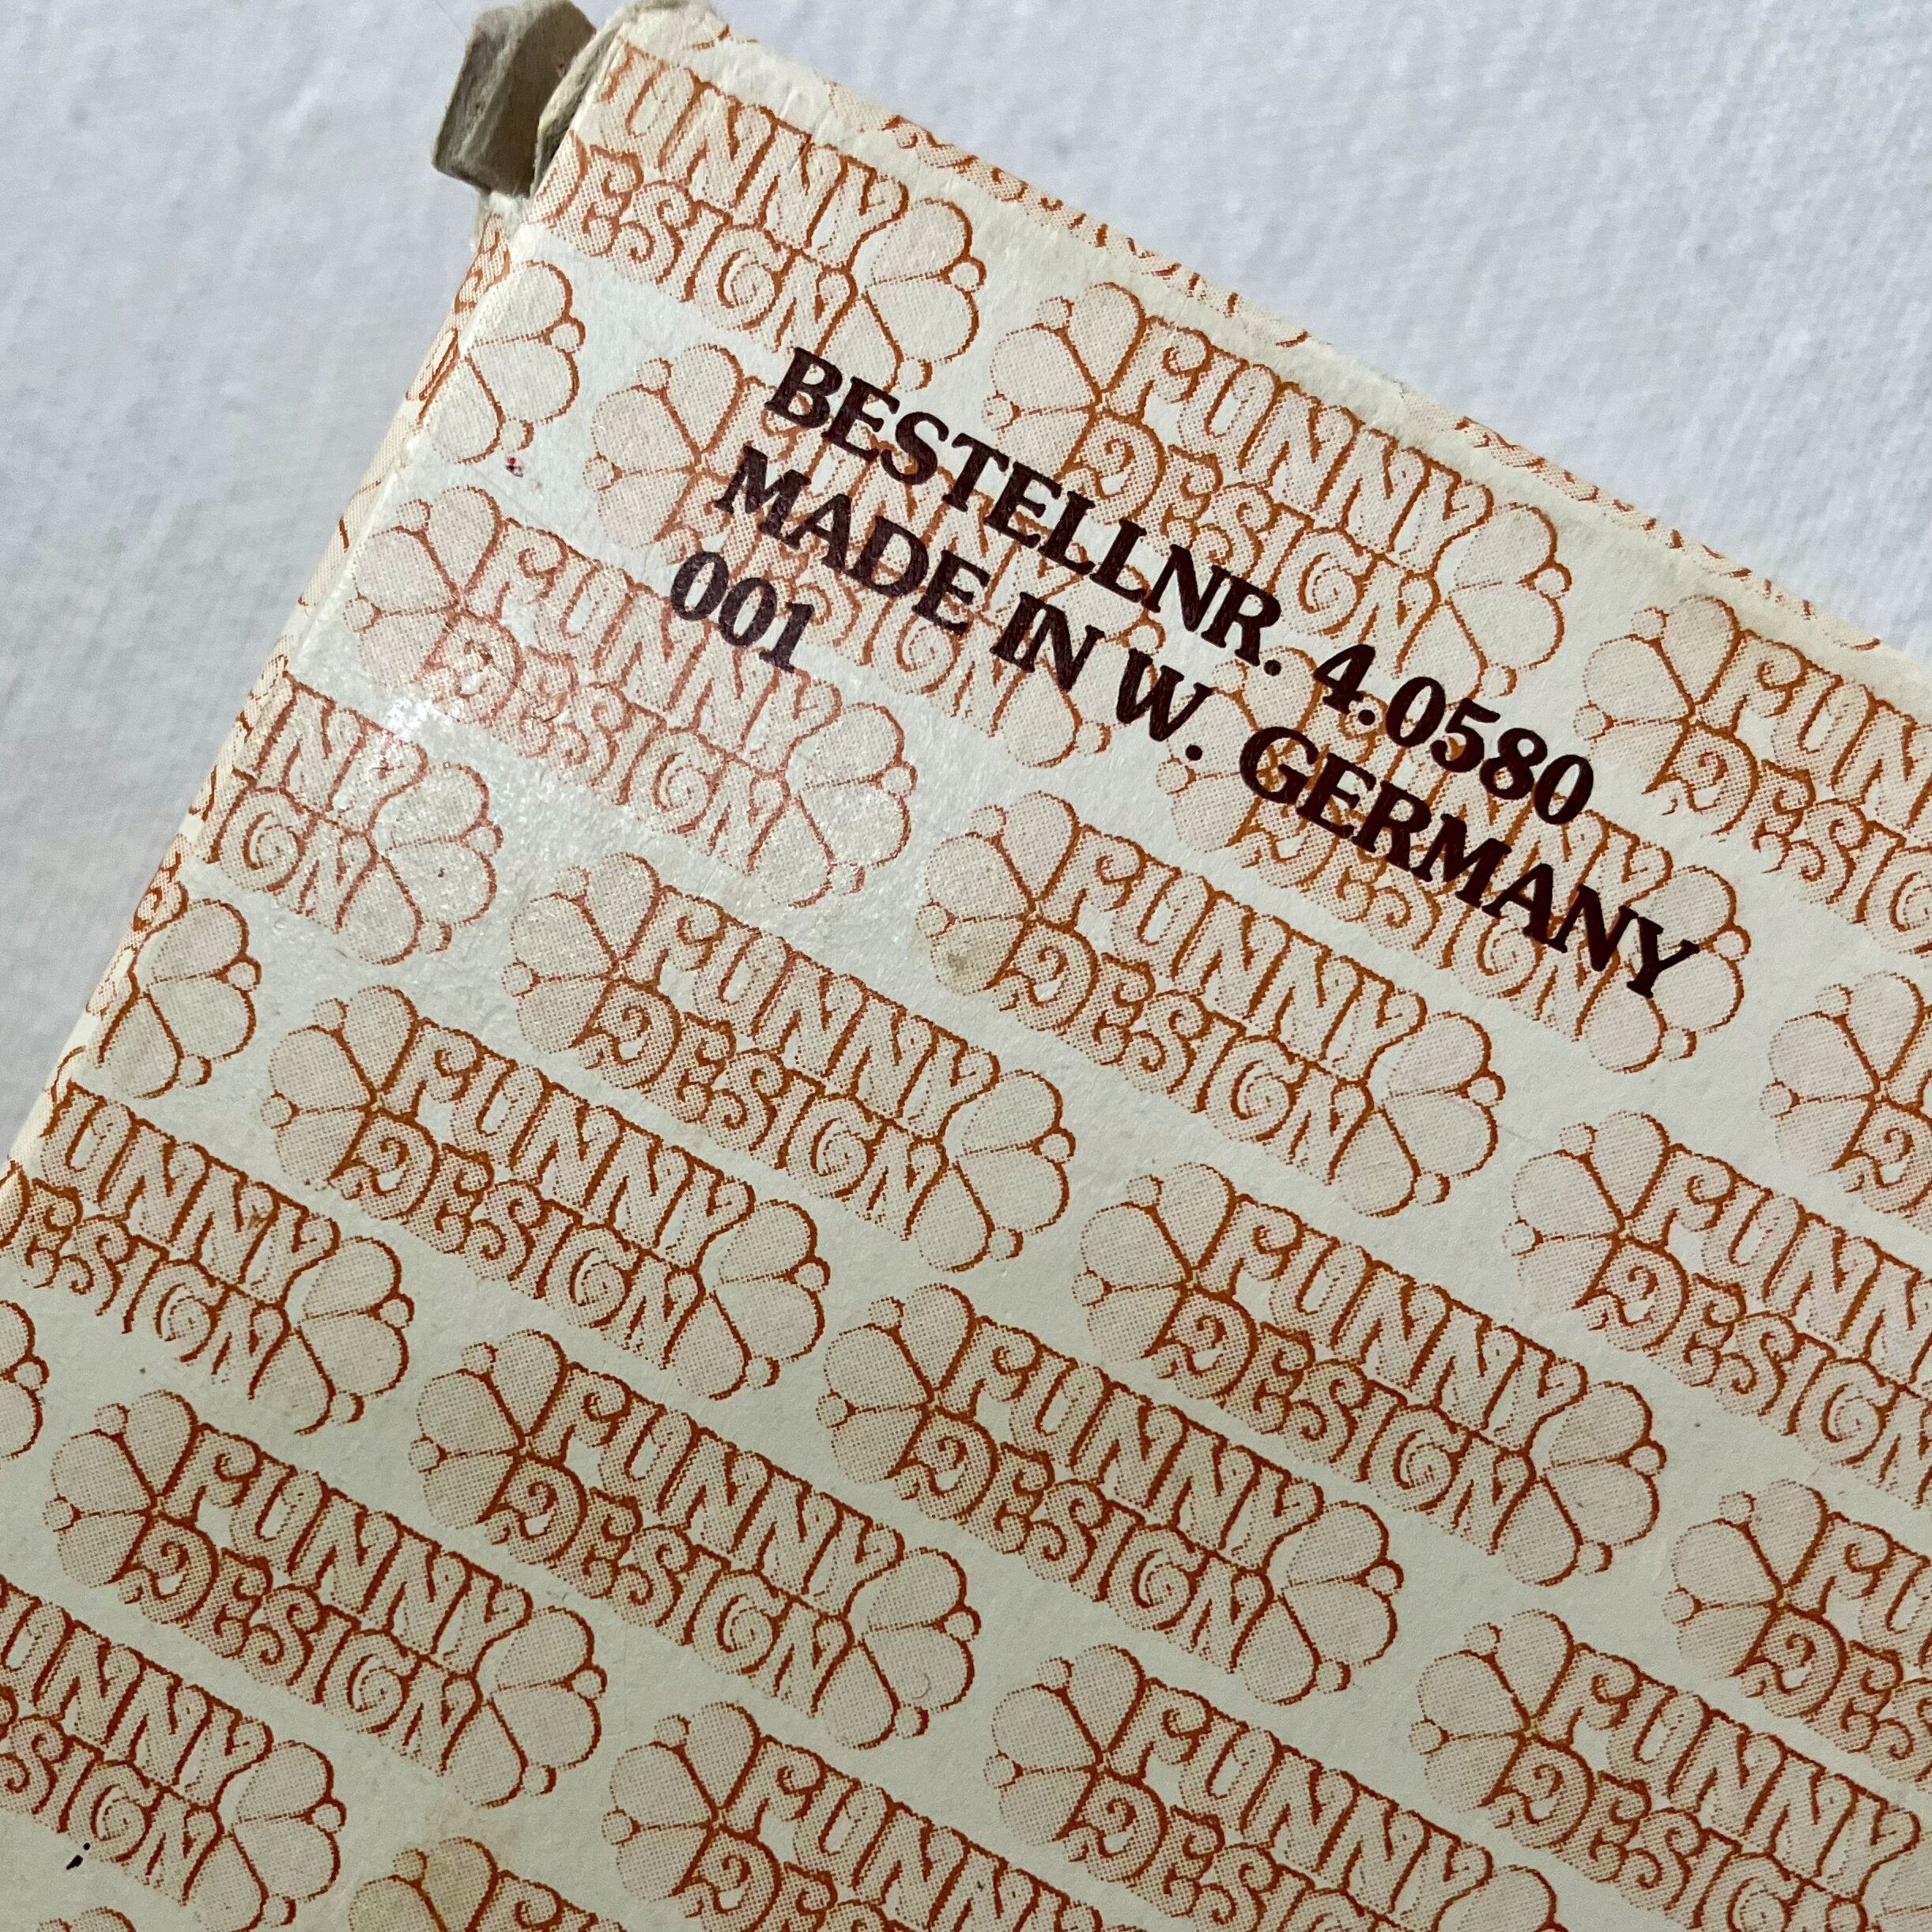 BESTELLNR. 4.0580
MADE IN W. GERMANY
001
FUNNY
DESIGN